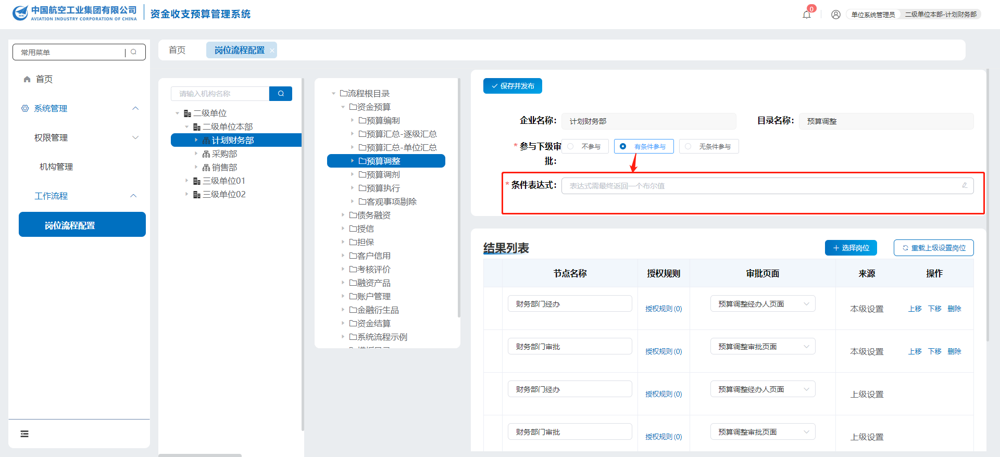 中国航空工业集团有限公司
AVIATION INDUSTRY CORPORATION OF CHINA
资金收支预算管理系统
0
单位系统管理员
二级单位本部-计划财务部
常用菜单
首页
系统管理
权限管理
机构管理
工作流程
岗位流程配置
首页
岗位流程配置
请输入机构名称
二级单位
二级单位本部
计划财务部
采购部
销售部
三级单位01
三级单位02
流程根目录
资金预算
预算编制
预算汇总-逐级汇总
预算汇总-单位汇总
预算调整
预算调剂
预算执行
客观事项剔除
债务融资
授信
担保
客户信用
考核评价
融资产品
账户管理
金融衍生品
资金结算
系统流程示例
保存并发布
企业名称： 计划财务部 目录名称： 预算调整
* 参与下级审批： 不参与 有条件参与 无条件参与
* 条件表达式： 表达式需最终返回一个布尔值
结果列表
选择岗位 重载上级设置岗位
节点名称 授权规则 审批页面 来源 操作
财务部门经办 授权规则(0) 预算调整经办人页面 本级设置 上移 下移 删除
财务部门审批 授权规则(0) 预算调整审批页面 本级设置 上移 下移 删除
财务部门经办 授权规则(0) 预算调整经办人页面 上级设置
财务部门审批 授权规则(0) 预算调整审批页面 上级设置